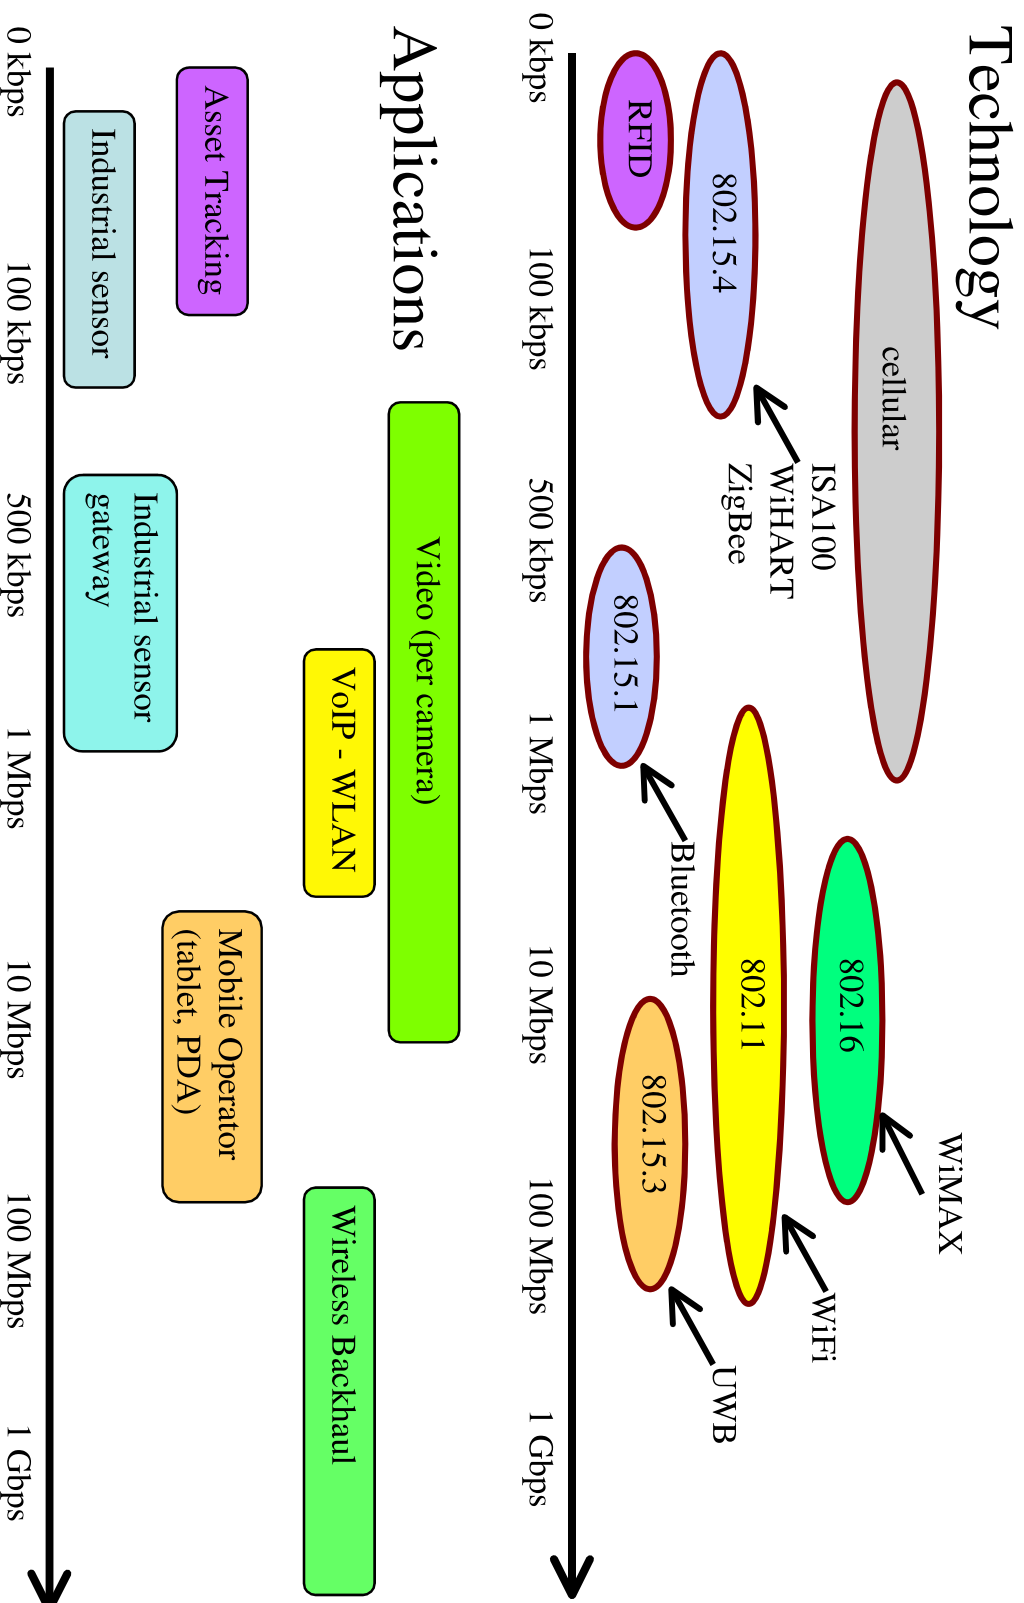 Technology
cellular
WiMAX
802.16
ISA100
WiHART
ZigBee
WiFi
802.15.4
802.11
UWB
Bluetooth
RFID
802.15.1
802.15.3
0 kbps
100 kbps
500 kbps
1 Mbps
10 Mbps
100 Mbps
1 Gbps
Applications
Video (per camera)
VoIP - WLAN
Wireless Backhaul
Asset Tracking
Mobile Operator
(tablet, PDA)
Industrial sensor
Industrial sensor
gateway
0 kbps
100 kbps
500 kbps
1 Mbps
10 Mbps
100 Mbps
1 Gbps